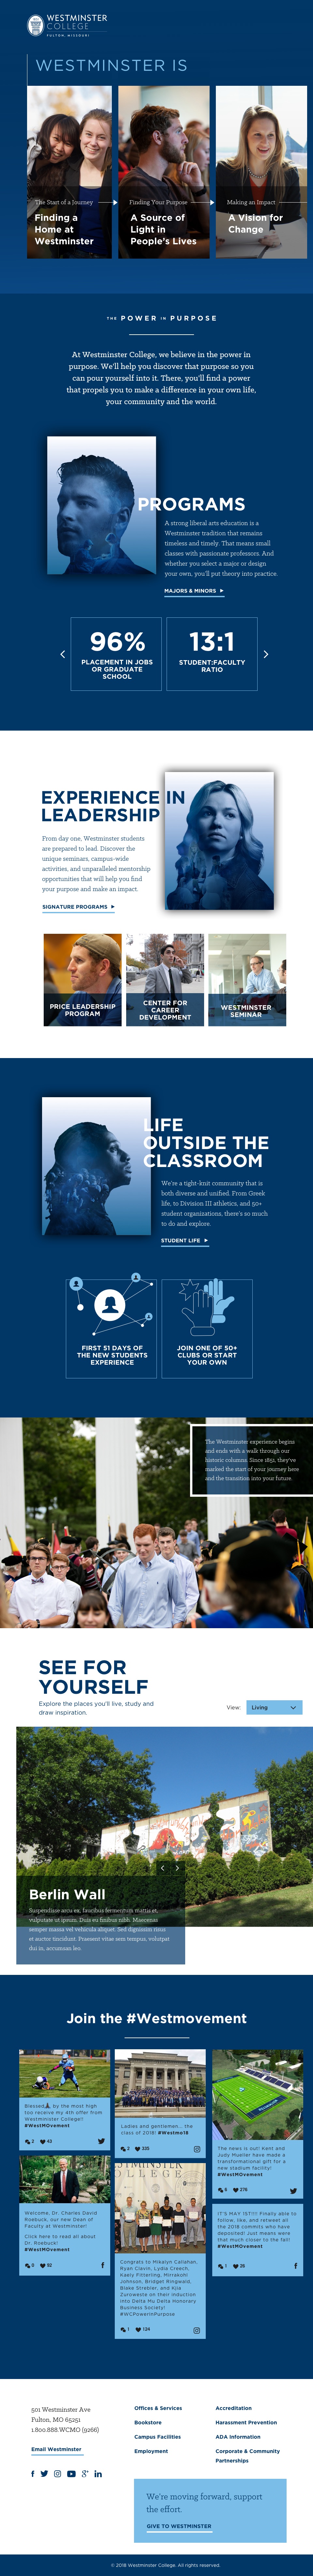 WESTMINSTER
COLLEGE
FULTON, MISSOURI
WESTMINSTER IS
The Start of a Journey
Finding a
Home at
Westminster
Finding Your Purpose
A Source of
Light in
People's Lives
Making an Impact
A Vision for
Change
THE POWER IN PURPOSE
At Westminster College, we believe in the power in
purpose. We'll help you discover that purpose so you
can pour yourself into it. There, you'll find a power
that propels you to make a difference in your own life,
your community and the world.
PROGRAMS
A strong liberal arts education is a
Westminster tradition that remains
timeless and timely. That means small
classes with passionate professors. And
whether you select a major or design
your own, you'll put theory into practice.
MAJORS & MINORS
96%
PLACEMENT IN JOBS
OR GRADUATE
SCHOOL
13:1
STUDENT:FACULTY
RATIO
EXPERIENCE IN
LEADERSHIP
From day one, Westminster students
are prepared to lead. Discover the
unique seminars, campus-wide
activities, and unparalleled mentorship
opportunities that will help you find
your purpose and make an impact.
SIGNATURE PROGRAMS
PRICE LEADERSHIP
PROGRAM
CENTER FOR
CAREER
DEVELOPMENT
WESTMINSTER
SEMINAR
LIFE
OUTSIDE THE
CLASSROOM
We're a tight-knit community that is
both diverse and unified. From Greek
life, to Division III athletics, and 50+
student organizations, there's so much
to do and explore.
STUDENT LIFE
FIRST 51 DAYS OF
THE NEW STUDENTS
EXPERIENCE
JOIN ONE OF 50+
CLUBS OR START
YOUR OWN
The Westminster experience begins
and ends with a walk through our
historic columns. Since 1851, they've
marked the start of your journey here
and the transition into your future.
SEE FOR
YOURSELF
Explore the places you'll live, study and
draw inspiration.
View:
Living
Berlin Wall
Suspendisse arcu ex, faucibus fermentum mattis et,
vulputate ut ipsum. Duis eu finibus nibh. Maecenas
semper massa vel vehicula aliquet. Sed dignissim risus
et auctor tincidunt. Praesent vitae sem tempus, volutpat
dui in, accumsan leo.
Join the #Westmovement
Blessed, by the most high
too receive my 4th offer from
Westminster College!!
#WestMOvement
2 43
Ladies and gentlemen... the
class of 2018! #Westmo18
2 335
The news is out! Kent and
Judy Mueller have made a
transformational gift for a
new stadium facility!
#WestMOvement
6 276
Welcome, Dr. Charles David
Roebuck, our new Dean of
Faculty at Westminster!
Click here to read all about
Dr. Roebuck!
#WestMOvement
0 92
Congrats to Mikalyn Callahan,
Ryan Clavin, Lydia Creech,
Keely Fitterling, Mirrakohi
Johnson, Bridget Ringwald,
Blake Strebler, and Kjia
Zuroweste on their induction
into Delta Mu Delta Honorary
Business Society!
#WCPowerInPurpose
1 124
IT'S MAY 1ST!!! Finally able to
follow, like, and retweet all
the 2018 commits who have
deposited! Just means were
that much closer to the fall!
#WestMOvement
1 26
501 Westminster Ave
Fulton, MO 65251
1.800.888.WCMO (9266)
Email Westminster
Offices & Services
Bookstore
Campus Facilities
Employment
Accreditation
Harassment Prevention
ADA Information
Corporate & Community
Partnerships
We're moving forward, support
the effort.
GIVE TO WESTMINSTER
© 2018 Westminster College. All rights reserved.